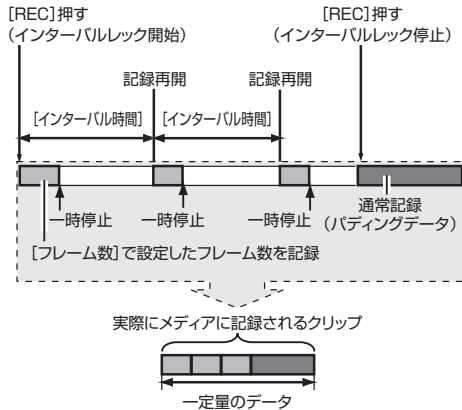 [REC]押す
(インターバルレック開始)
[REC]押す
(インターバルレック停止)
記録再開
記録再開
[インターバル時間]
[インターバル時間]
一時停止
一時停止
一時停止
通常記録
(パディングデータ)
[フレーム数]で設定したフレーム数を記録
実際にメディアに記録されるクリップ
一定量のデータ